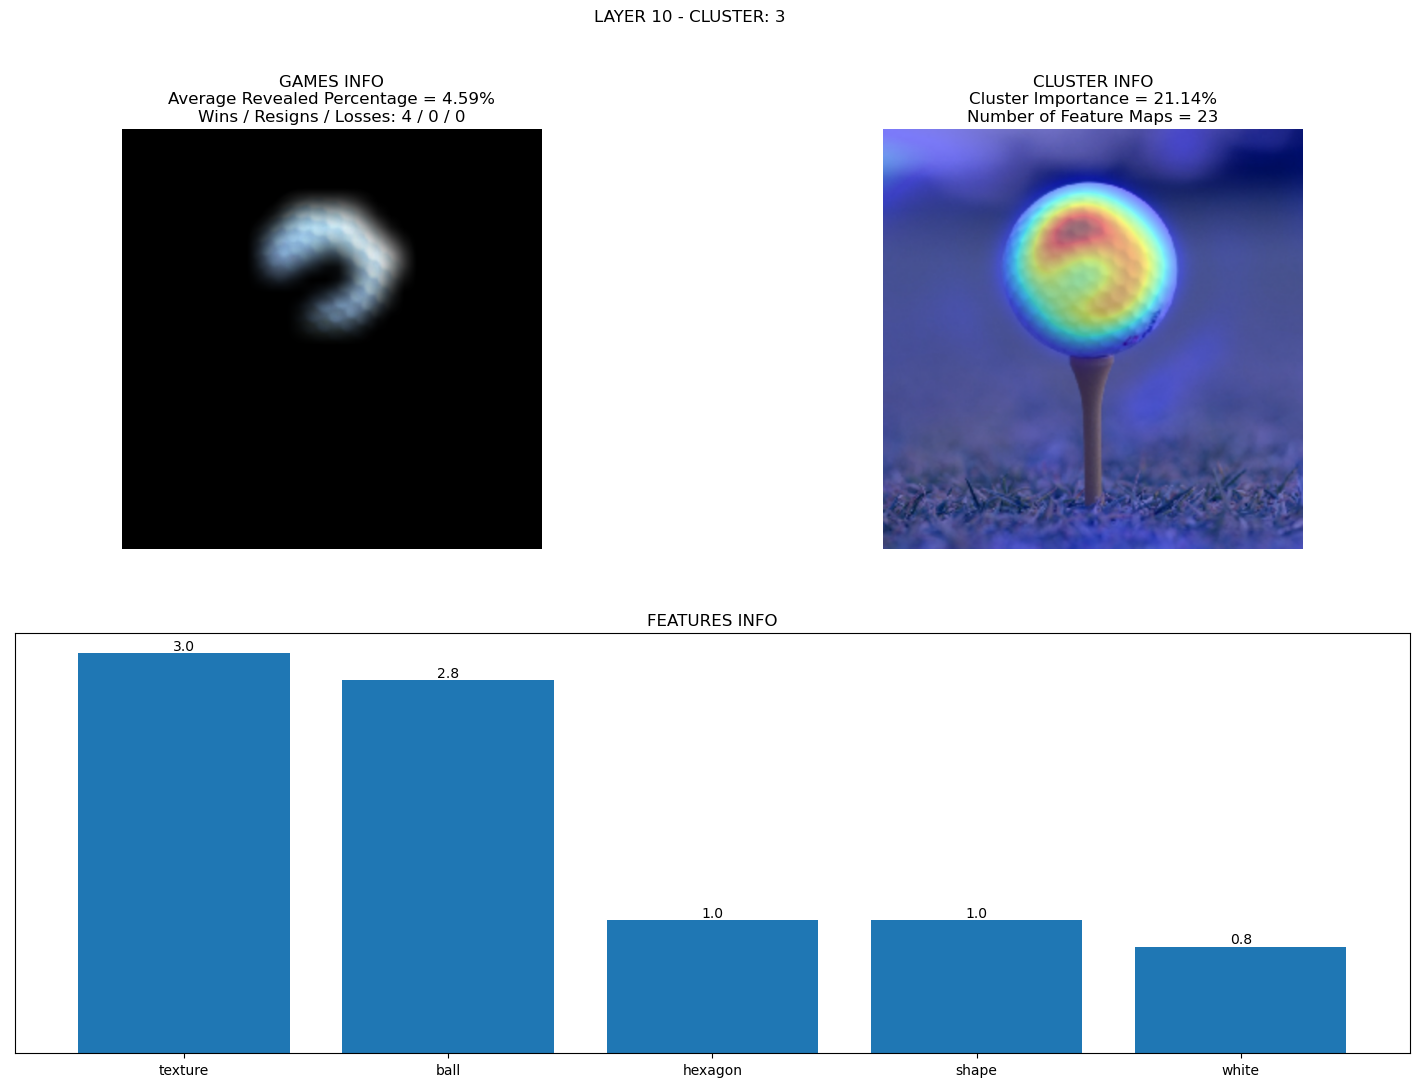 LAYER 10 - CLUSTER: 3
GAMES INFO
Average Revealed Percentage = 4.59%
Wins / Resigns / Losses: 4 / 0 / 0
CLUSTER INFO
Cluster Importance = 21.14%
Number of Feature Maps = 23
FEATURES INFO
3.0
2.8
1.0
1.0
0.8
texture
ball
hexagon
shape
white